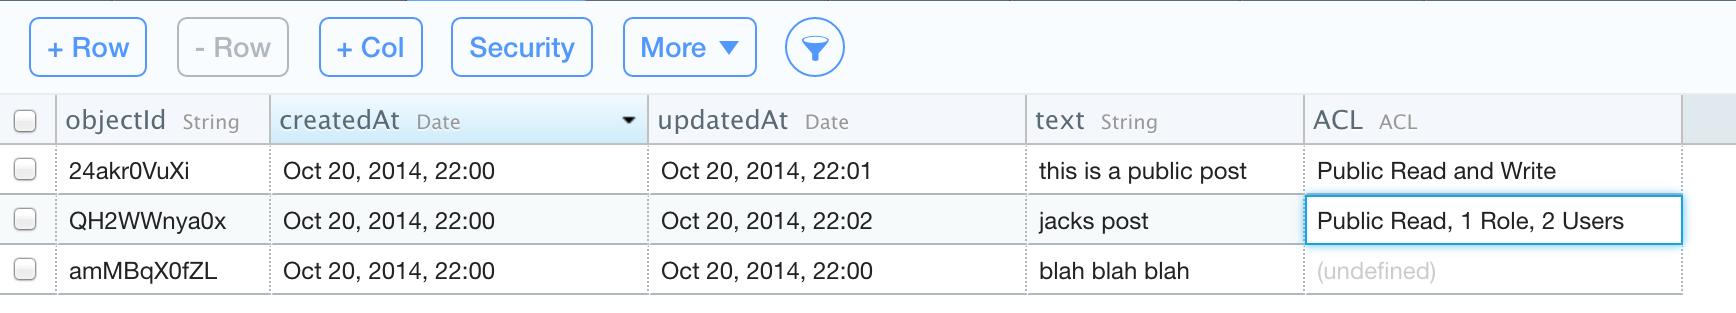 + Row - Row + Col Security More
objectId String createdAt Date updatedAt Date text String ACL ACL
24akr0VuXi Oct 20, 2014, 22:00 Oct 20, 2014, 22:01 this is a public post Public Read and Write
QH2WWnya0x Oct 20, 2014, 22:00 Oct 20, 2014, 22:02 jacks post Public Read, 1 Role, 2 Users
amMBqX0fZL Oct 20, 2014, 22:00 Oct 20, 2014, 22:00 blah blah blah (undefined)